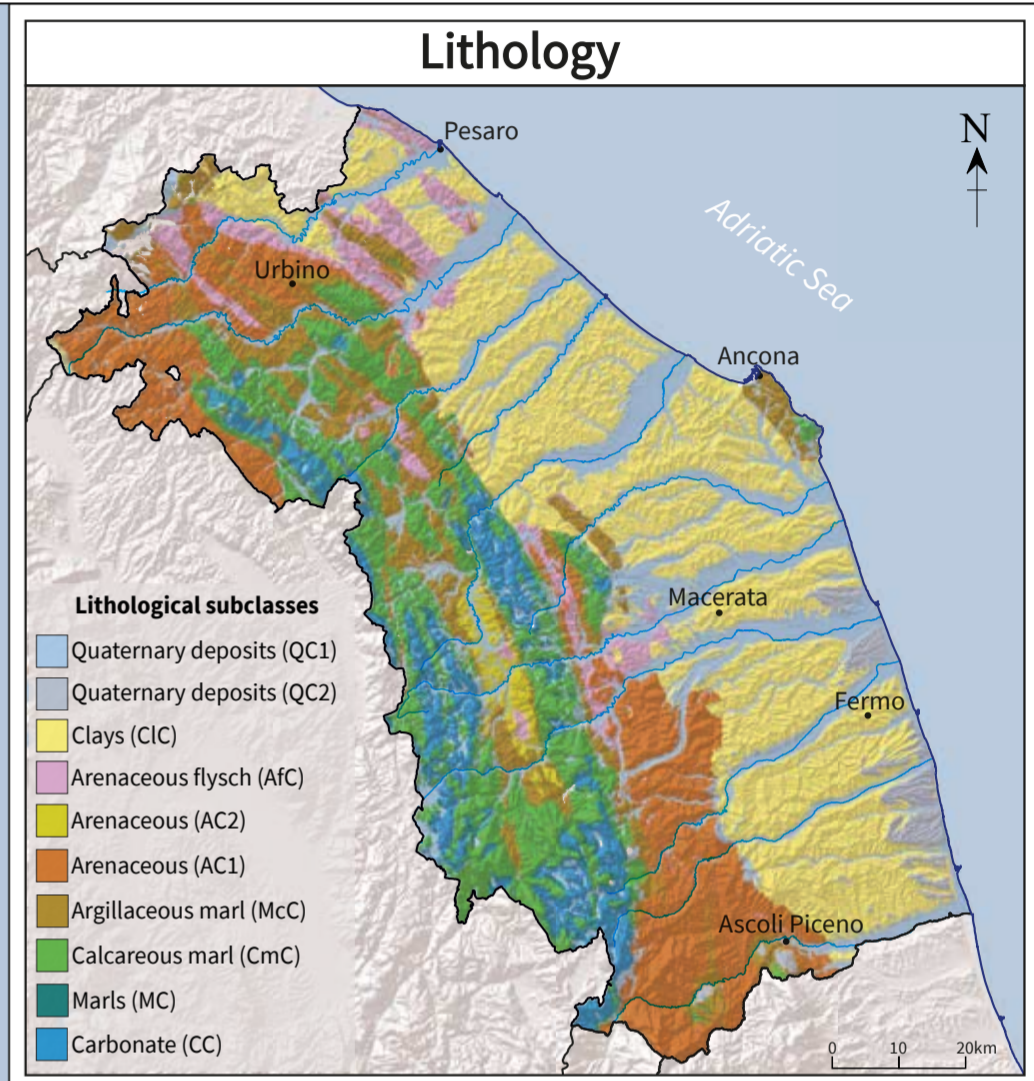 Lithology
Pesaro
N
Adriatic Sea
Urbino
Ancona
Macerata
Fermo
Ascoli Piceno
Lithological subclasses
Quaternary deposits (QC1)
Quaternary deposits (QC2)
Clays (ClC)
Arenaceous flysch (AfC)
Arenaceous (AC2)
Arenaceous (AC1)
Argillaceous marl (McC)
Calcareous marl (CmC)
Marls (MC)
Carbonate (CC)
0 10 20km